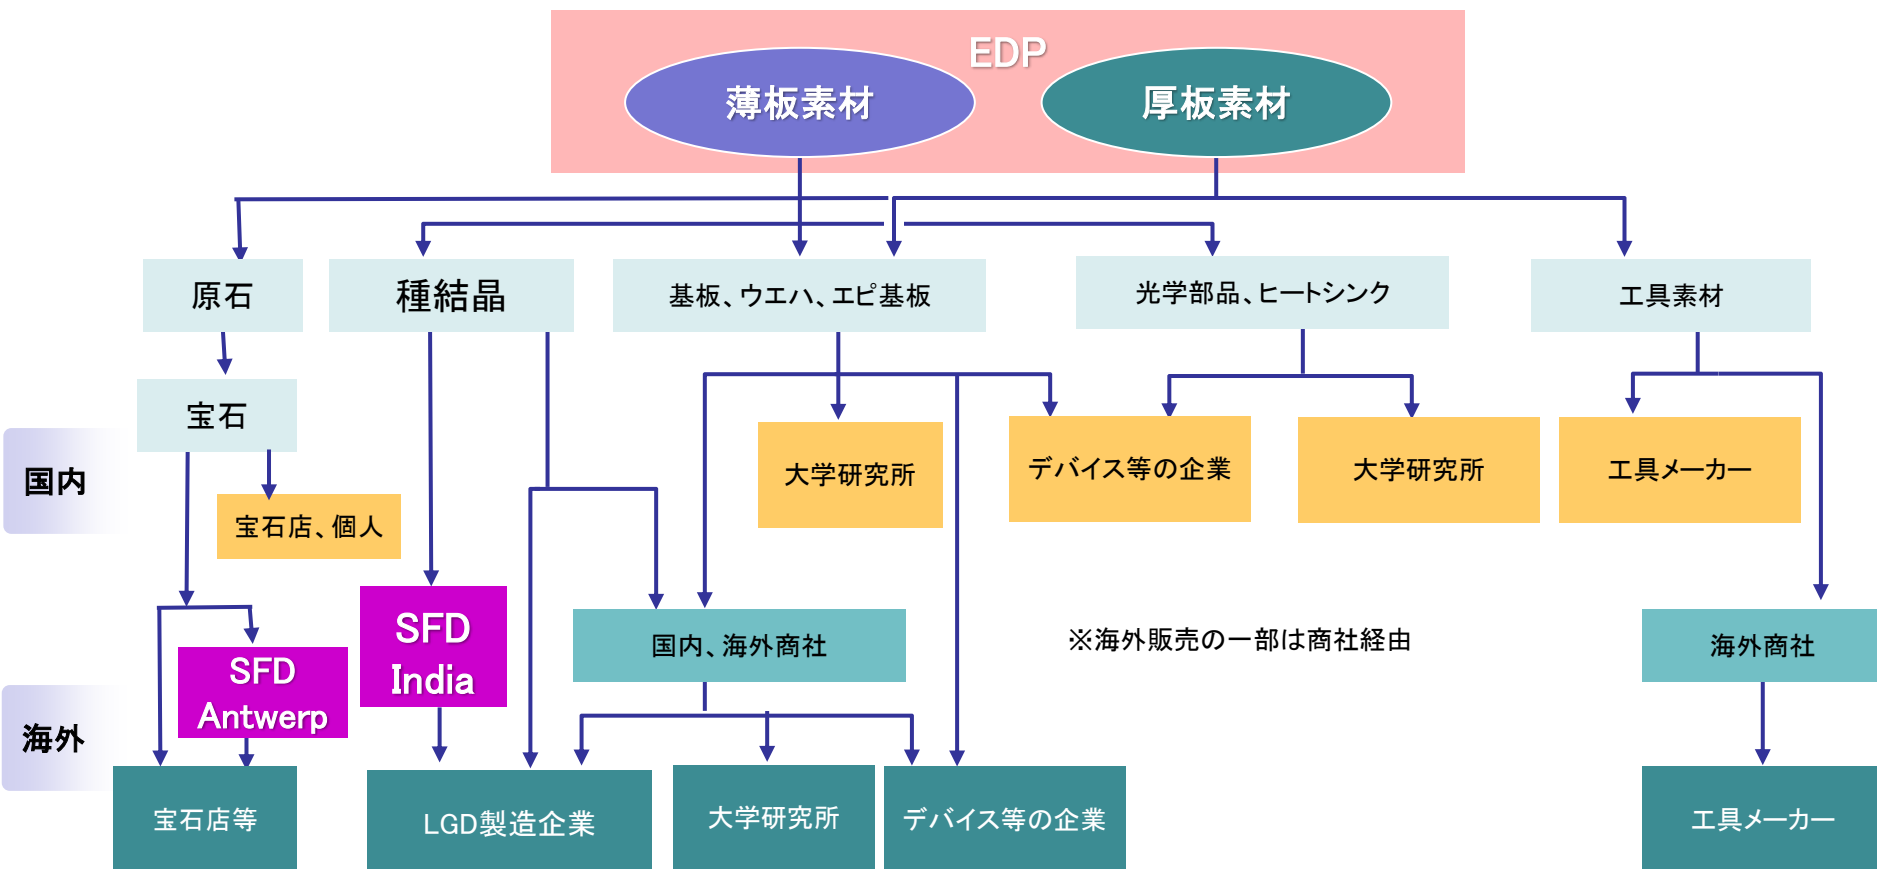 EDP
薄板素材
厚板素材
原石
種結晶
基板、ウエハ、エピ基板
光学部品、ヒートシンク
工具素材
宝石
国内
宝石店、個人
大学研究所
デバイス等の企業
大学研究所
工具メーカー
SFD
India
国内、海外商社
※海外販売の一部は商社経由
海外商社
SFD
Antwerp
海外
宝石店等
LGD製造企業
大学研究所
デバイス等の企業
工具メーカー